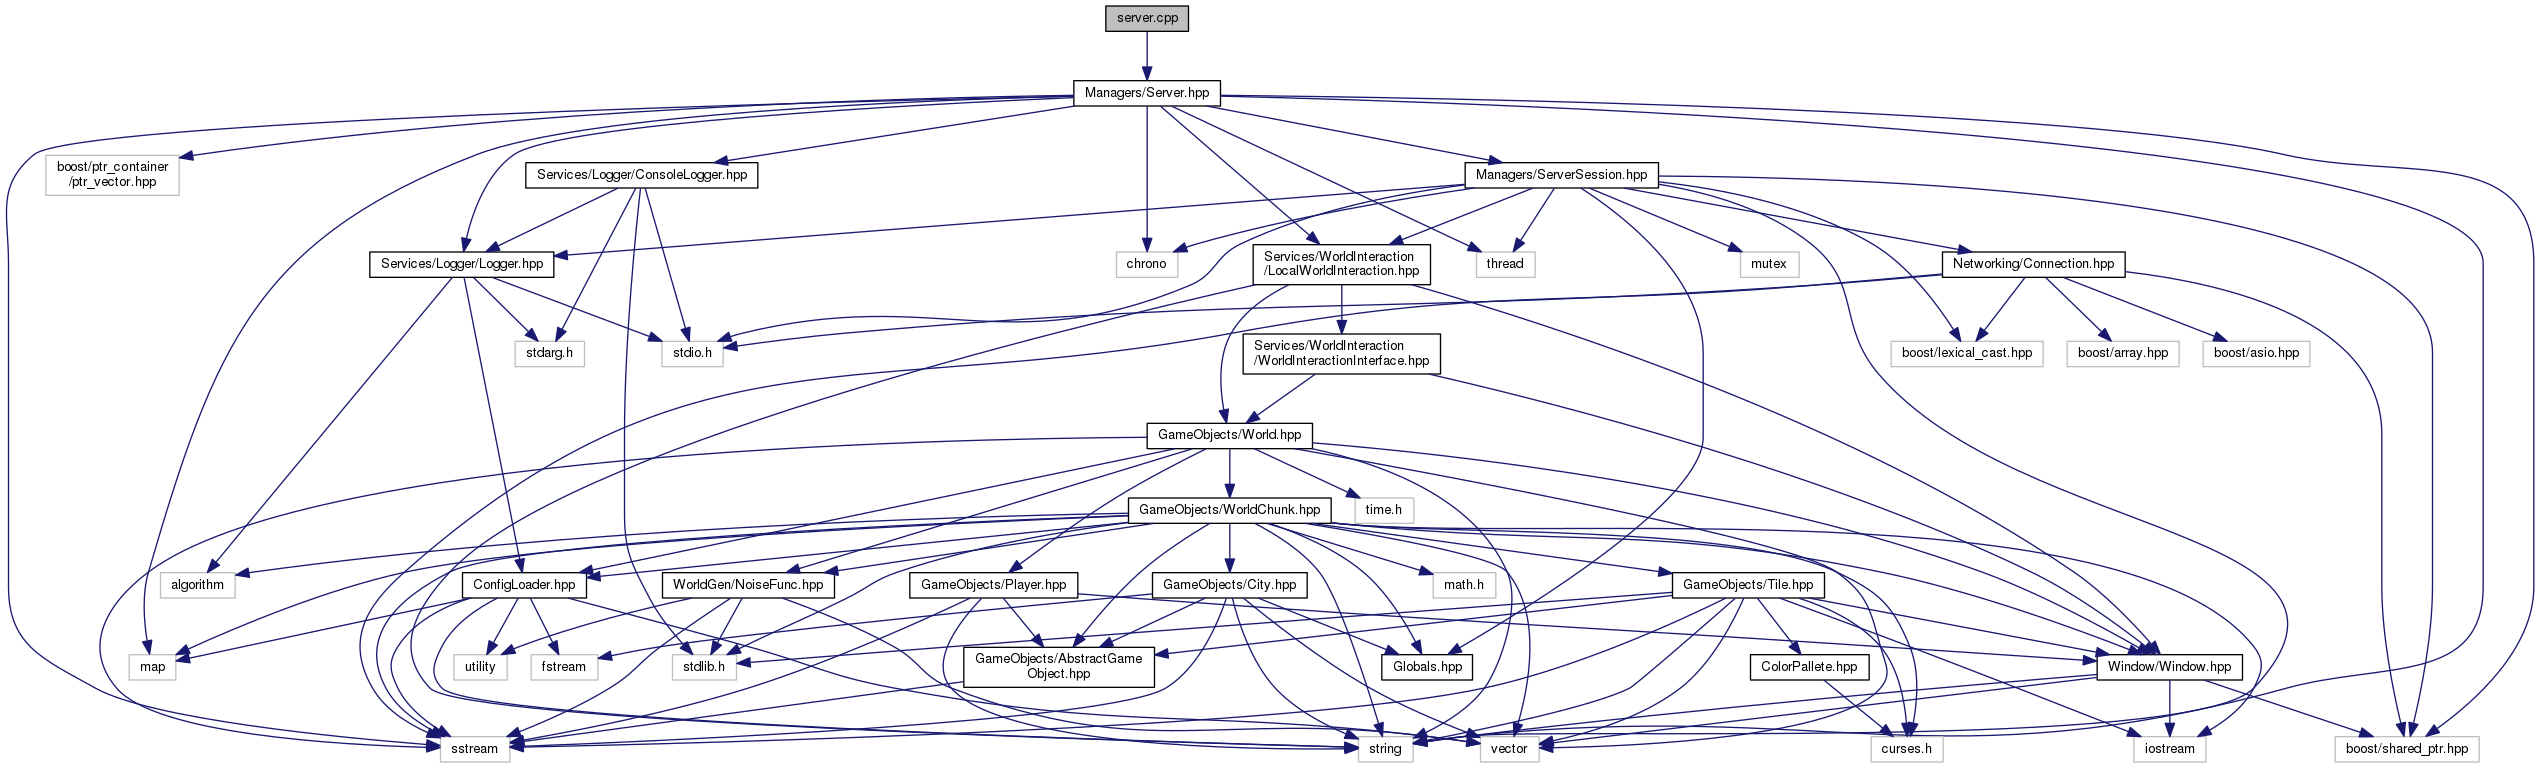 server.cpp
Managers/Server.hpp
boost/ptr_container
/ptr_vector.hpp
Services/Logger/ConsoleLogger.hpp
Managers/ServerSession.hpp
Services/Logger/Logger.hpp
chrono
Services/WorldInteraction
/LocalWorldInteraction.hpp
thread
mutex
Networking/Connection.hpp
stdarg.h
stdio.h
Services/WorldInteraction
/WorldInteractionInterface.hpp
boost/lexical_cast.hpp
boost/array.hpp
boost/asio.hpp
GameObjects/World.hpp
GameObjects/WorldChunk.hpp
time.h
algorithm
ConfigLoader.hpp
WorldGen/NoiseFunc.hpp
GameObjects/Player.hpp
GameObjects/City.hpp
math.h
GameObjects/Tile.hpp
map
utility
fstream
stdlib.h
GameObjects/AbstractGame
Object.hpp
Globals.hpp
ColorPallete.hpp
Window/Window.hpp
sstream
string
vector
curses.h
iostream
boost/shared_ptr.hpp